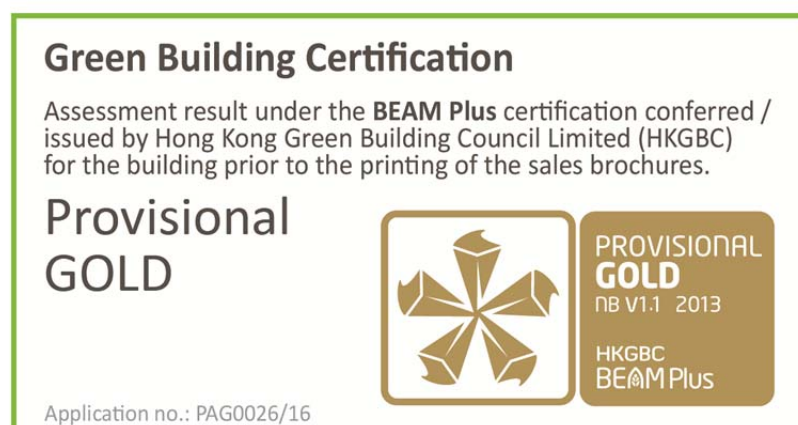 Green Building Certification
Assessment result under the BEAM Plus certification conferred /
issued by Hong Kong Green Building Council Limited (HKGBC)
for the building prior to the printing of the sales brochures.
Provisional
GOLD
PROVISIONAL
GOLD
NB V1.1 2013
HKGBC
BEAM Plus
Application no.: PAG0026/16